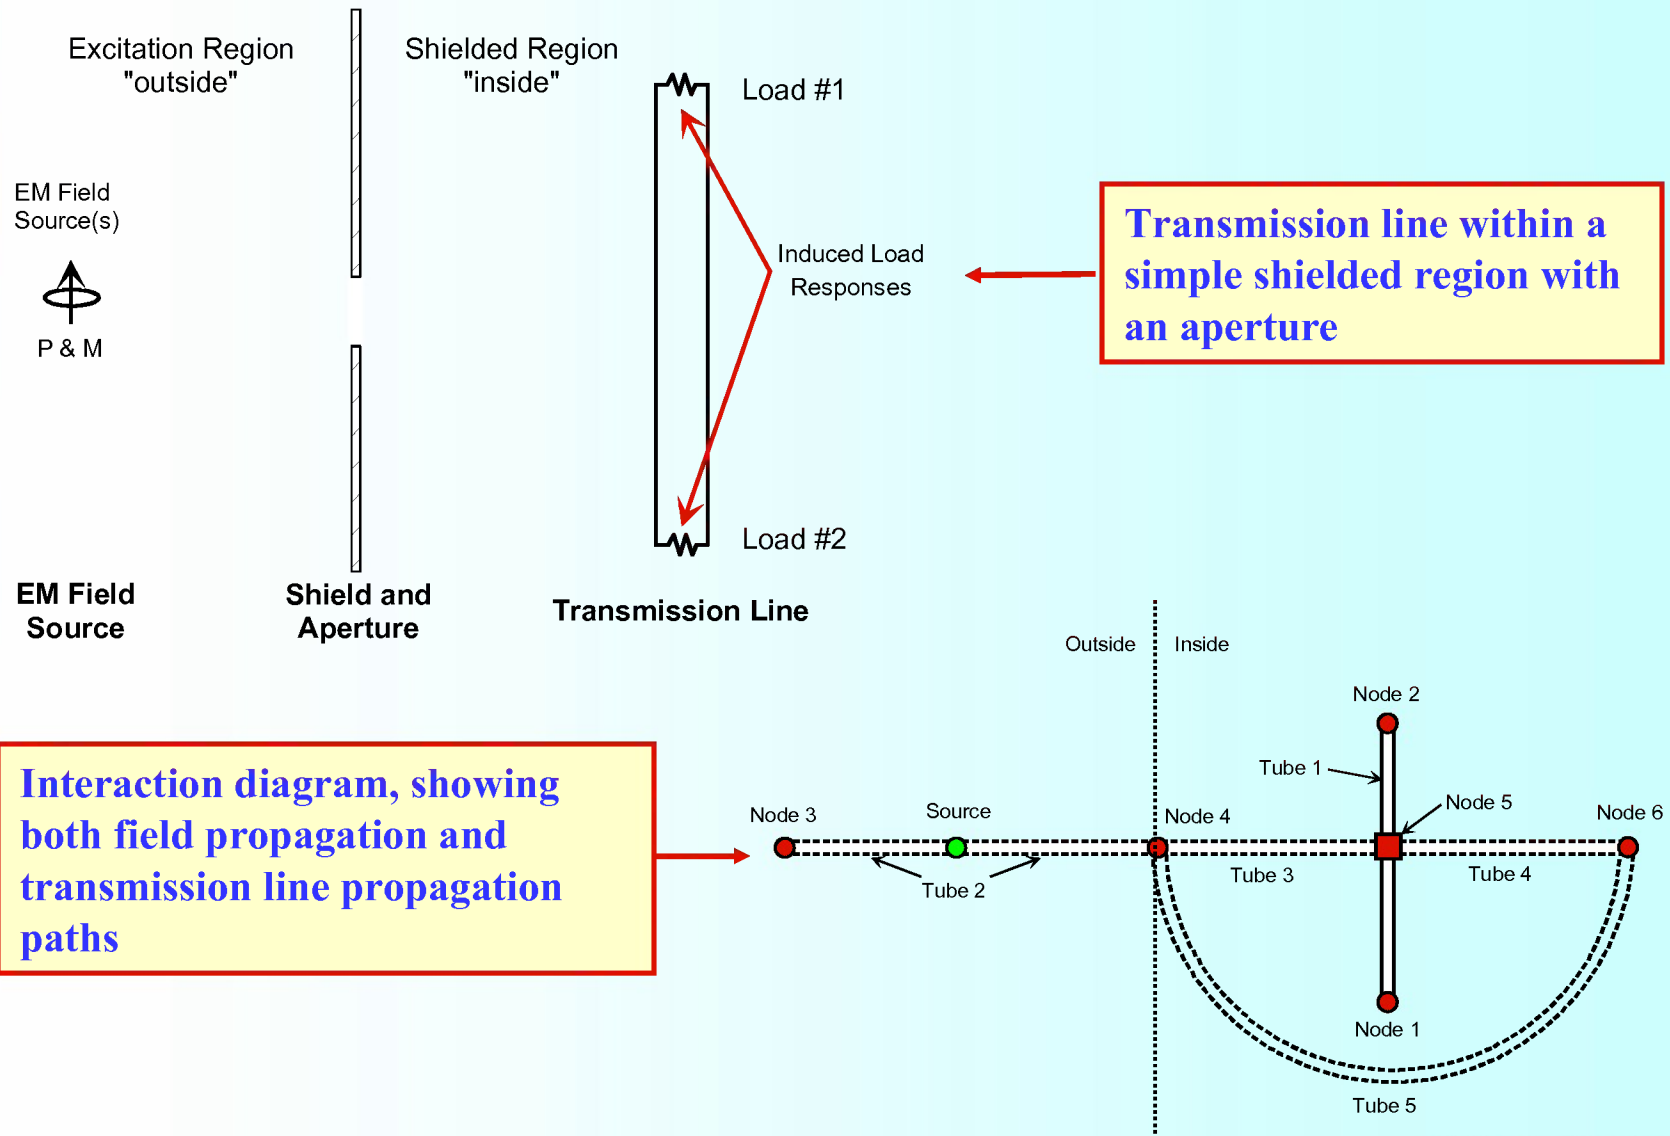 Excitation Region
"outside"
Shielded Region
"inside"
Load #1
EM Field
Source(s)
P & M
Induced Load
Responses
Transmission line within a
simple shielded region with
an aperture
Load #2
EM Field
Source
Shield and
Aperture
Transmission Line
Outside
Inside
Interaction diagram, showing
both field propagation and
transmission line propagation
paths
Node 2
Tube 1
Node 5
Node 3
Source
Node 4
Node 6
Tube 2
Tube 3
Tube 4
Node 1
Tube 5